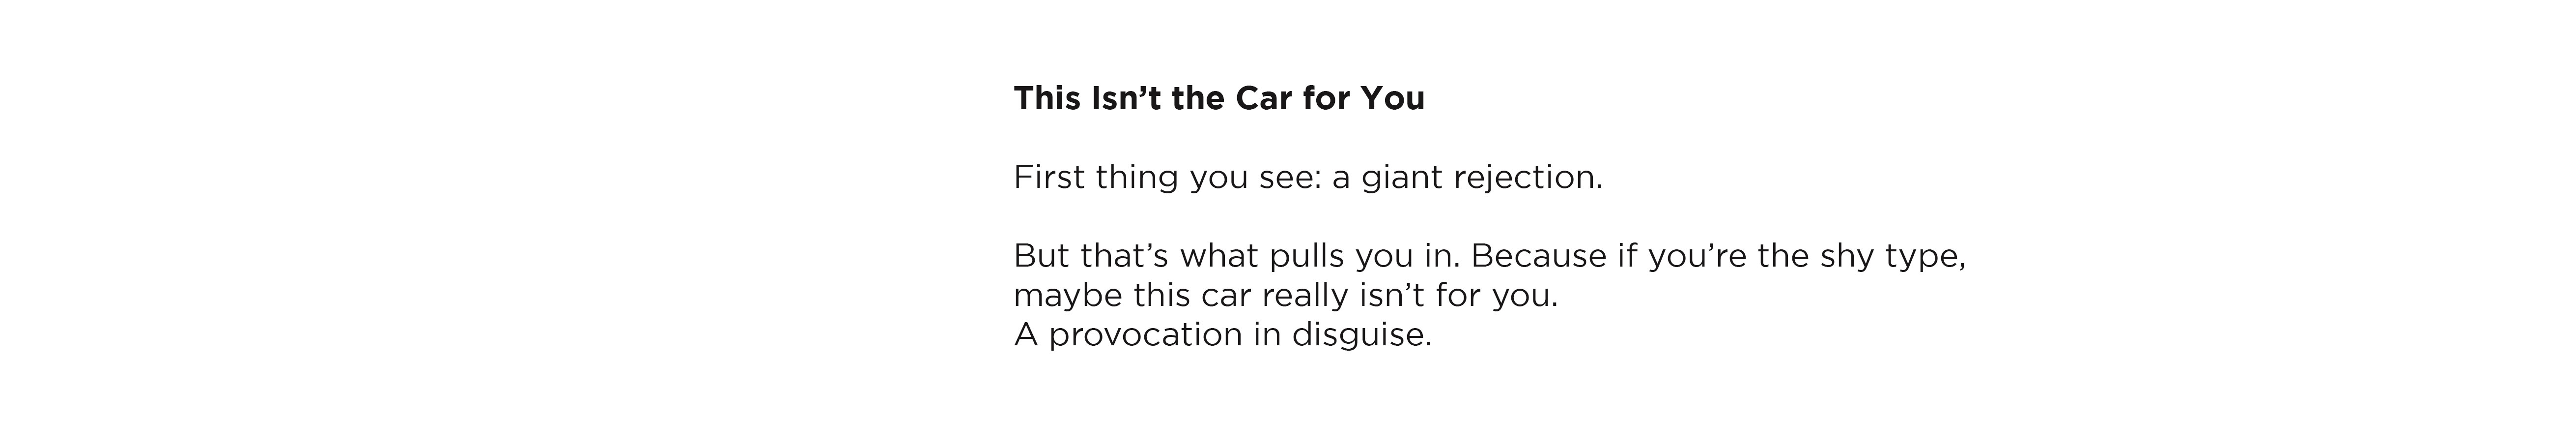 This Isn’t the Car for You
First thing you see: a giant rejection.
But that’s what pulls you in. Because if you’re the shy type,
maybe this car really isn’t for you.
A provocation in disguise.